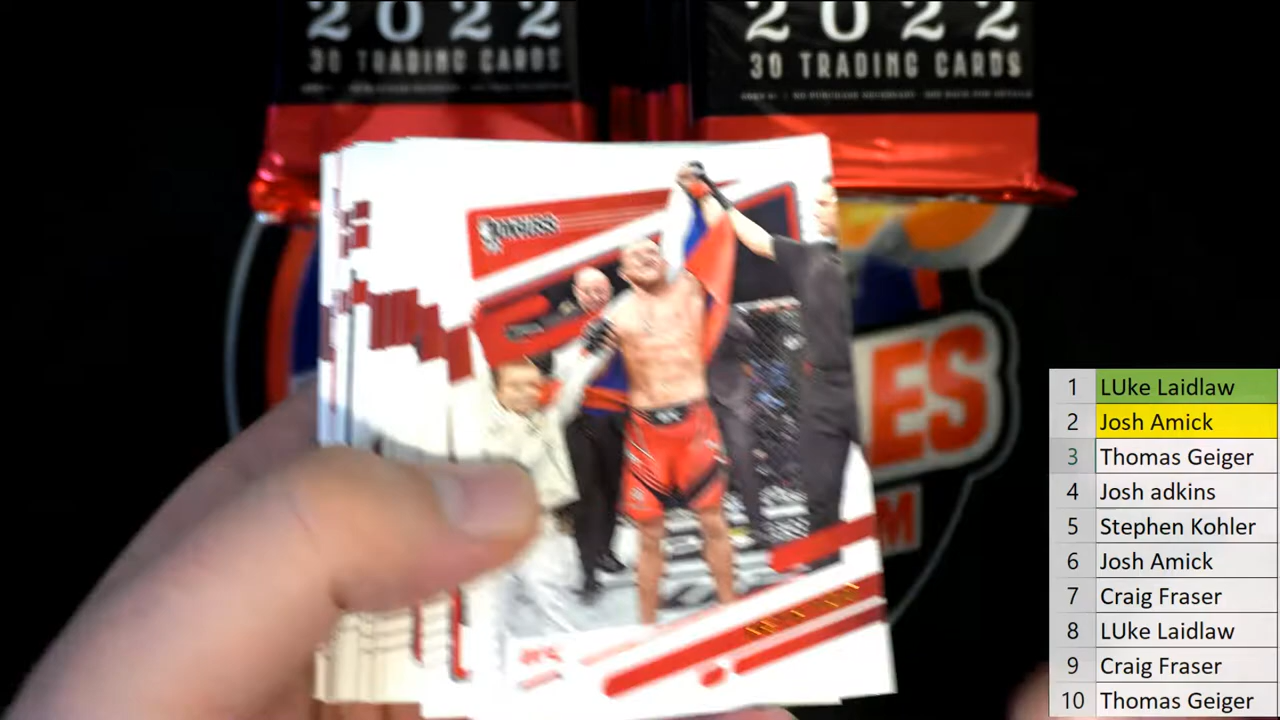 2022 2022
30 TRADING CARDS 30 TRADING CARDS
DONRUSS
ES
M
1 LUke Laidlaw
2 Josh Amick
3 Thomas Geiger
4 Josh adkins
5 Stephen Kohler
6 Josh Amick
7 Craig Fraser
8 LUke Laidlaw
9 Craig Fraser
10 Thomas Geiger